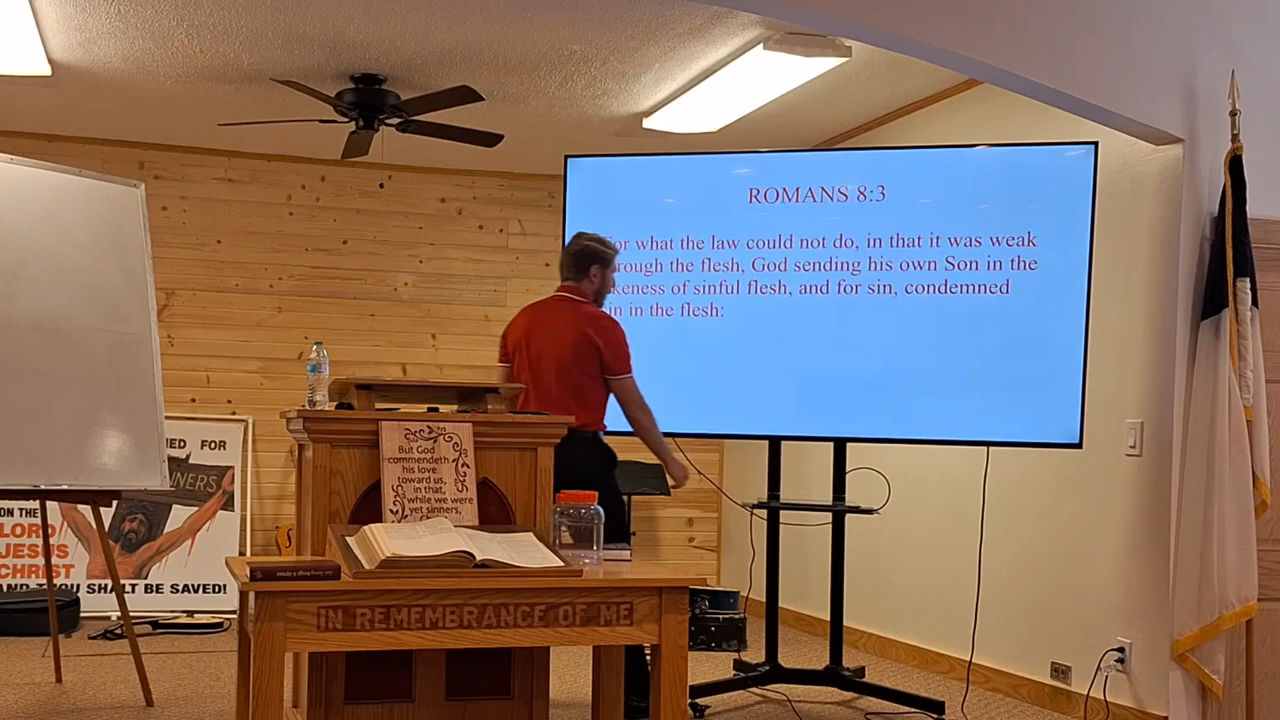 ROMANS 8:3
or what the law could not do, in that it was weak
rough the flesh, God sending his own Son in the
keness of sinful flesh, and for sin, condemned
in in the flesh:
But God
commendeth
his love
toward us,
in that,
while we were
yet sinners,
IED FOR
NNERS
ON THE
LORD
JESUS
CHRIST
AND THOU SHALT BE SAVED!
IN REMEMBRANCE OF ME